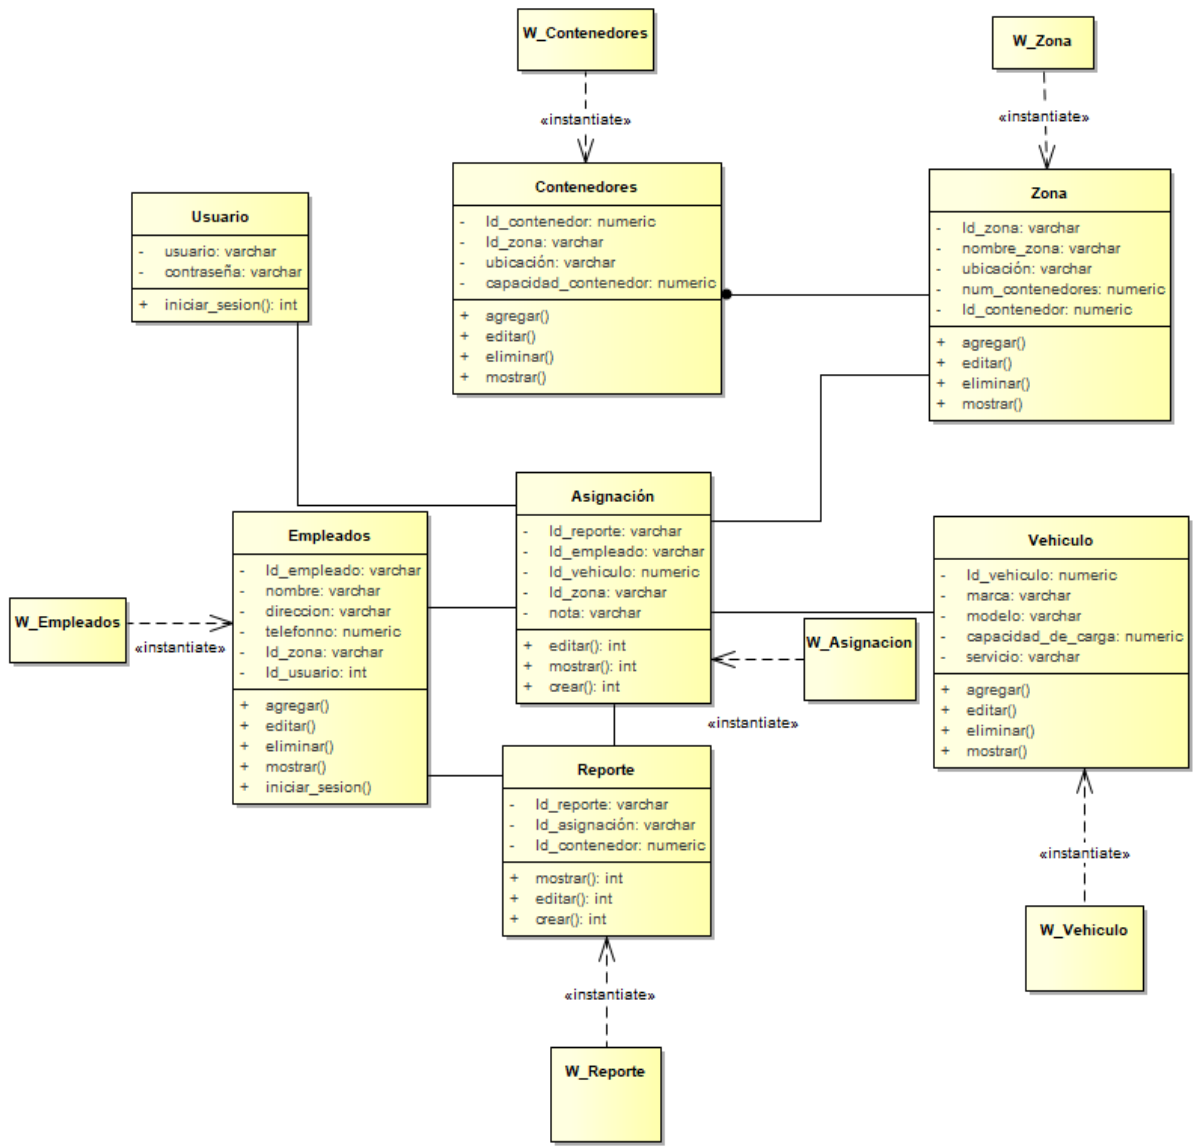 W_Contenedores
W_Zona
«instantiate»
«instantiate»
Contenedores
- Id_contenedor: numeric
- Id_zona: varchar
- ubicación: varchar
- capacidad_contenedor: numeric
+ agregar()
+ editar()
+ eliminar()
+ mostrar()
Zona
- Id_zona: varchar
- nombre_zona: varchar
- ubicación: varchar
- num_contenedores: numeric
- Id_contenedor: numeric
+ agregar()
+ editar()
+ eliminar()
+ mostrar()
Usuario
- usuario: varchar
- contraseña: varchar
+ iniciar_sesion(): int
Asignación
- Id_reporte: varchar
- Id_empleado: varchar
- Id_vehiculo: numeric
- Id_zona: varchar
- nota: varchar
+ editar(): int
+ mostrar(): int
+ crear(): int
Empleados
- Id_empleado: varchar
- nombre: varchar
- direccion: varchar
- telefonno: numeric
- Id_zona: varchar
- Id_usuario: int
+ agregar()
+ editar()
+ eliminar()
+ mostrar()
+ iniciar_sesion()
Vehiculo
- Id_vehiculo: numeric
- marca: varchar
- modelo: varchar
- capacidad_de_carga: numeric
- servicio: varchar
+ agregar()
+ editar()
+ eliminar()
+ mostrar()
W_Empleados
«instantiate»
W_Asignacion
«instantiate»
Reporte
- Id_reporte: varchar
- Id_asignación: varchar
- Id_contenedor: numeric
+ mostrar(): int
+ editar(): int
+ crear(): int
«instantiate»
W_Vehiculo
«instantiate»
W_Reporte